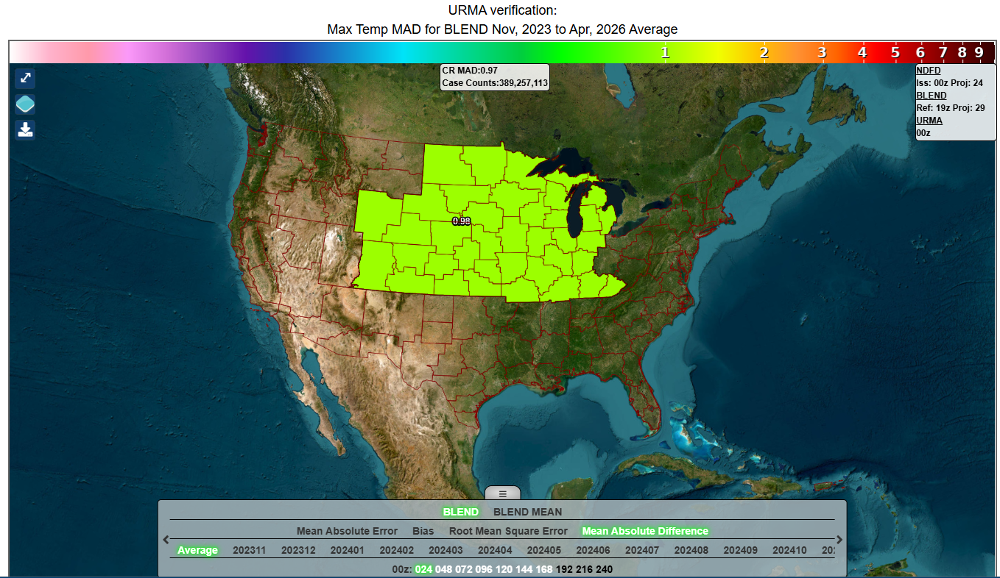 URMA verification:
Max Temp MAD for BLEND Nov, 2023 to Apr, 2026 Average
1 2 3 4 5 6 7 8 9
CR MAD:0.97
Case Counts:389,257,113
NDFD
Iss: 00z Proj: 24
BLEND
Ref: 19z Proj: 29
URMA
00z
0.98
BLEND BLEND MEAN
Mean Absolute Error Bias Root Mean Square Error Mean Absolute Difference
Average 202311 202312 202401 202402 202403 202404 202405 202406 202407 202408 202409 202410
00z: 024 048 072 096 120 144 168 192 216 240